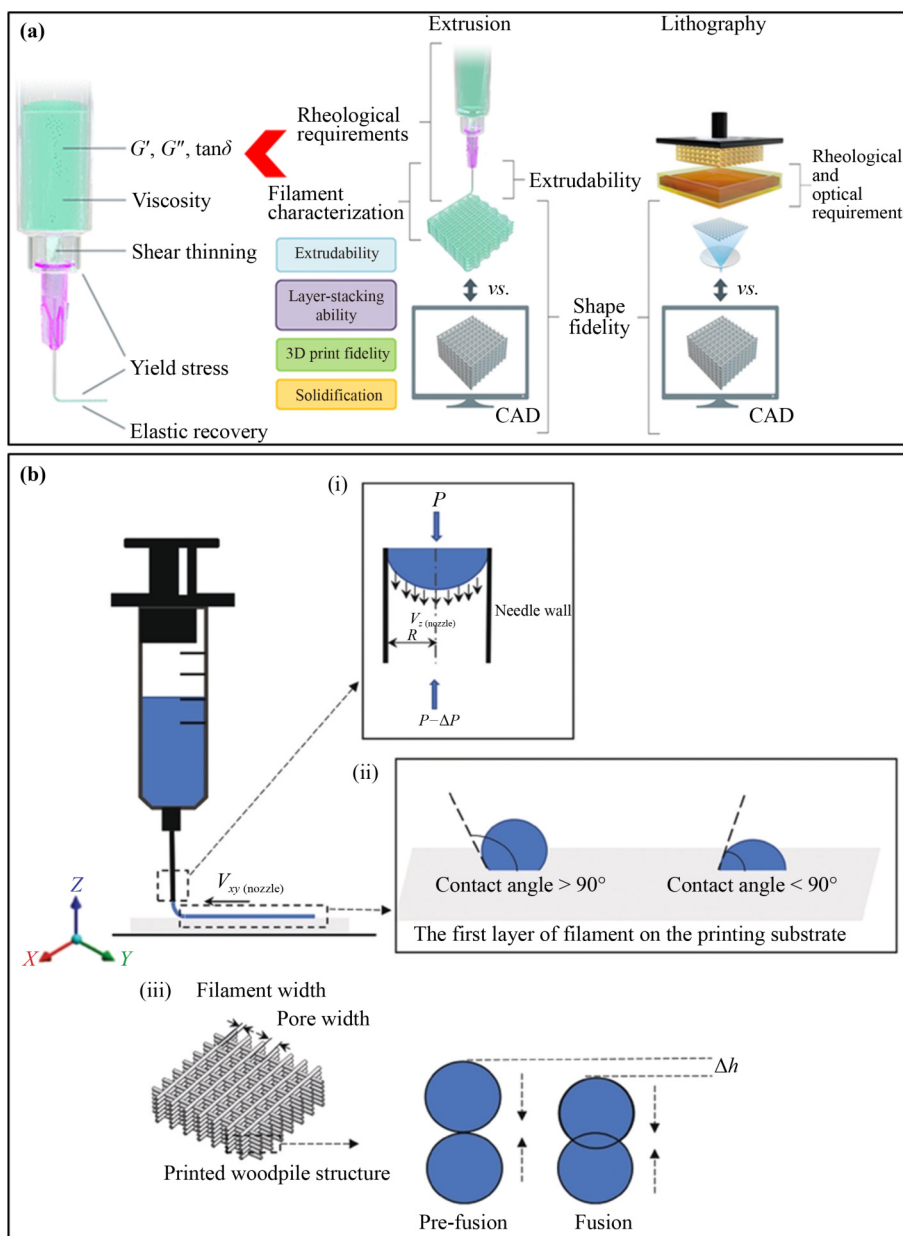 (a)
Extrusion
Lithography
G′, G″, tanδ
Viscosity
Shear thinning
Yield stress
Elastic recovery
Rheological
requirements
Filament
characterization
Extrudability
Layer-stacking
ability
3D print fidelity
Solidification
Extrudability
vs.
CAD
Shape
fidelity
Rheological
and
optical
requirement
vs.
CAD
(b)
(i)
P
Needle wall
Vz (nozzle)
R
P−ΔP
(ii)
Contact angle > 90°
Contact angle < 90°
The first layer of filament on the printing substrate
Vxy (nozzle)
Z
X
Y
(iii)
Filament width
Pore width
Printed woodpile structure
Δh
Pre-fusion
Fusion